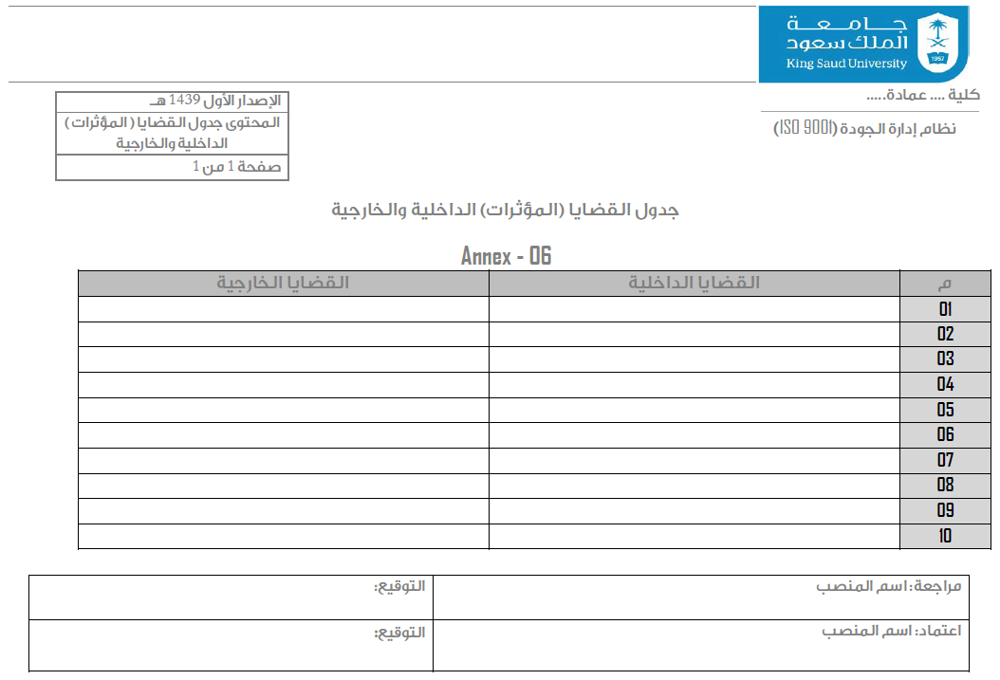 جامعة
الملك سعود
King Saud University
1957
كلية .... عمادة.....
نظام إدارة الجودة (ISO 9001)
الإصدار الأول 1439 هـ
المحتوى جدول القضايا ( المؤثرات )
الداخلية والخارجية
صفحة 1 من 1
جدول القضايا (المؤثرات) الداخلية والخارجية
Annex - 06
م القضايا الداخلية القضايا الخارجية
01
02
03
04
05
06
07
08
09
10
مراجعة: اسم المنصب التوقيع:
اعتماد: اسم المنصب التوقيع: